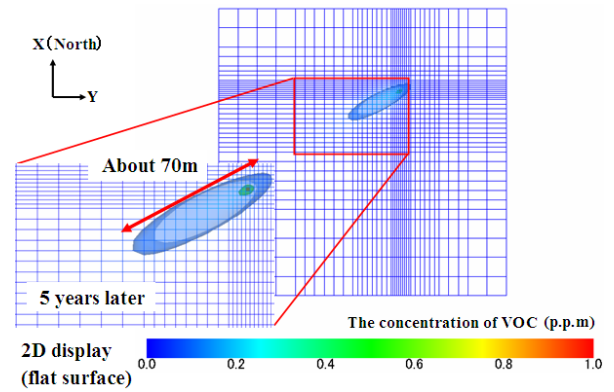 X(North)
Y
About 70m
5 years later
The concentration of VOC (p.p.m)
2D display
(flat surface)
0.0 0.2 0.4 0.6 0.8 1.0